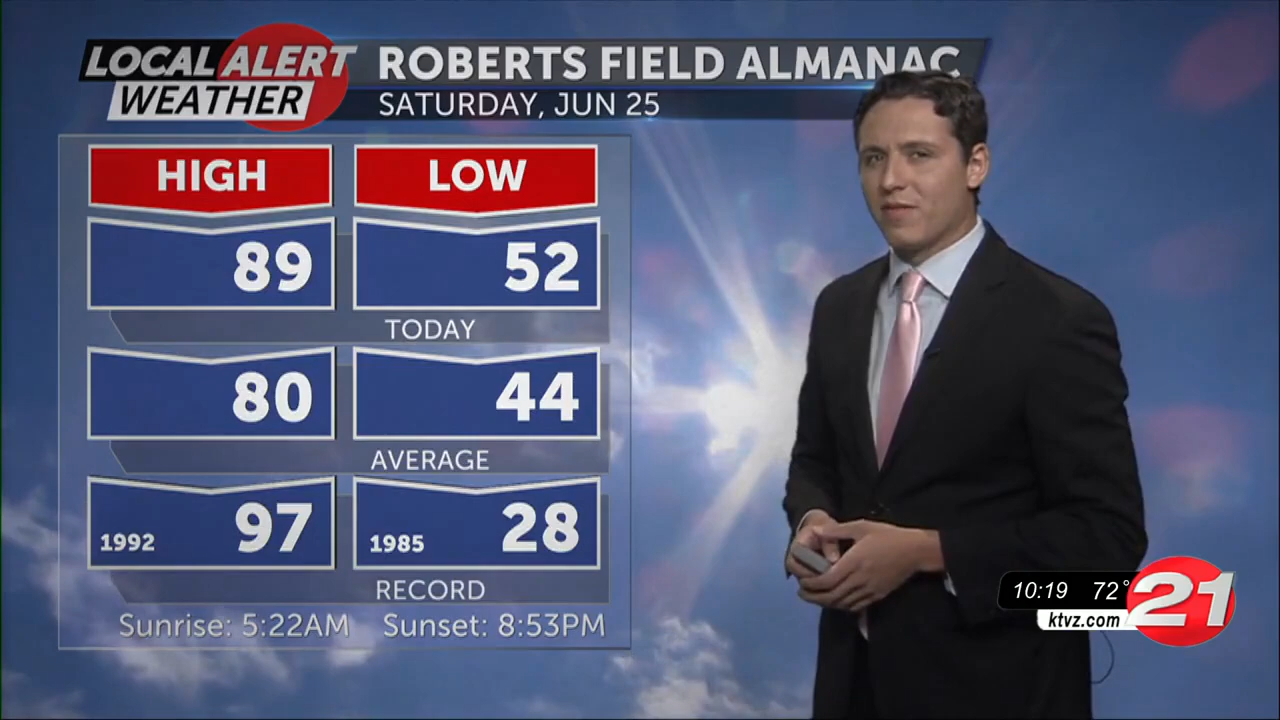 LOCAL ALERT
WEATHER
ROBERTS FIELD ALMANAC
SATURDAY, JUN 25
HIGH LOW
89 52
TODAY
80 44
AVERAGE
1992 97 1985 28
RECORD
Sunrise: 5:22AM Sunset: 8:53PM
10:19 72°
21
ktvz.com